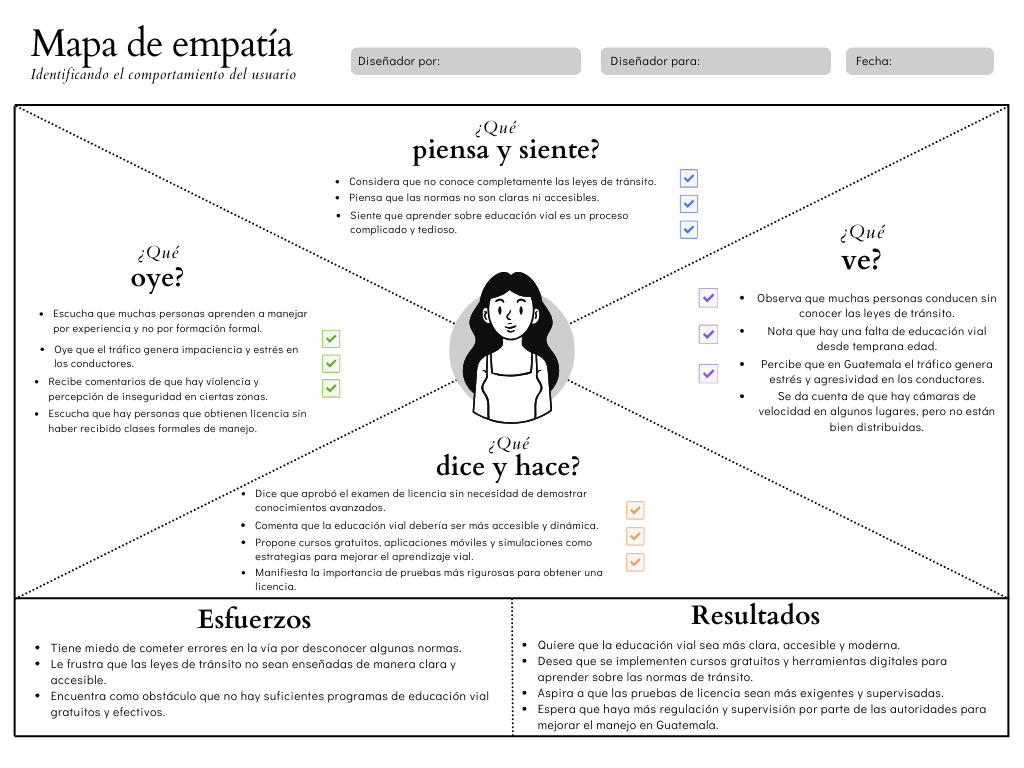 Mapa de empatía
Identificando el comportamiento del usuario
Diseñador por:
Diseñador para:
Fecha:
¿Qué
piensa y siente?
• Considera que no conoce completamente las leyes de tránsito.
• Piensa que las normas no son claras ni accesibles.
• Siente que aprender sobre educación vial es un proceso
complicado y tedioso.
¿Qué
oye?
• Escucha que muchas personas aprenden a manejar
por experiencia y no por formación formal.
• Oye que el tráfico genera impaciencia y estrés en
los conductores.
• Recibe comentarios de que hay violencia y
percepción de inseguridad en ciertas zonas.
• Escucha que hay personas que obtienen licencia sin
haber recibido clases formales de manejo.
¿Qué
ve?
• Observa que muchas personas conducen sin
conocer las leyes de tránsito.
• Nota que hay una falta de educación vial
desde temprana edad.
• Percibe que en Guatemala el tráfico genera
estrés y agresividad en los conductores.
• Se da cuenta de que hay cámaras de
velocidad en algunos lugares, pero no están
bien distribuidas.
¿Qué
dice y hace?
• Dice que aprobó el examen de licencia sin necesidad de demostrar
conocimientos avanzados.
• Comenta que la educación vial debería ser más accesible y dinámica.
• Propone cursos gratuitos, aplicaciones móviles y simulaciones como
estrategias para mejorar el aprendizaje vial.
• Manifiesta la importancia de pruebas más rigurosas para obtener una
licencia.
Esfuerzos
• Tiene miedo de cometer errores en la vía por desconocer algunas normas.
• Le frustra que las leyes de tránsito no sean enseñadas de manera clara y
accesible.
• Encuentra como obstáculo que no hay suficientes programas de educación vial
gratuitos y efectivos.
Resultados
• Quiere que la educación vial sea más clara, accesible y moderna.
• Desea que se implementen cursos gratuitos y herramientas digitales para
aprender sobre las normas de tránsito.
• Aspira a que las pruebas de licencia sean más exigentes y supervisadas.
• Espera que haya más regulación y supervisión por parte de las autoridades para
mejorar el manejo en Guatemala.